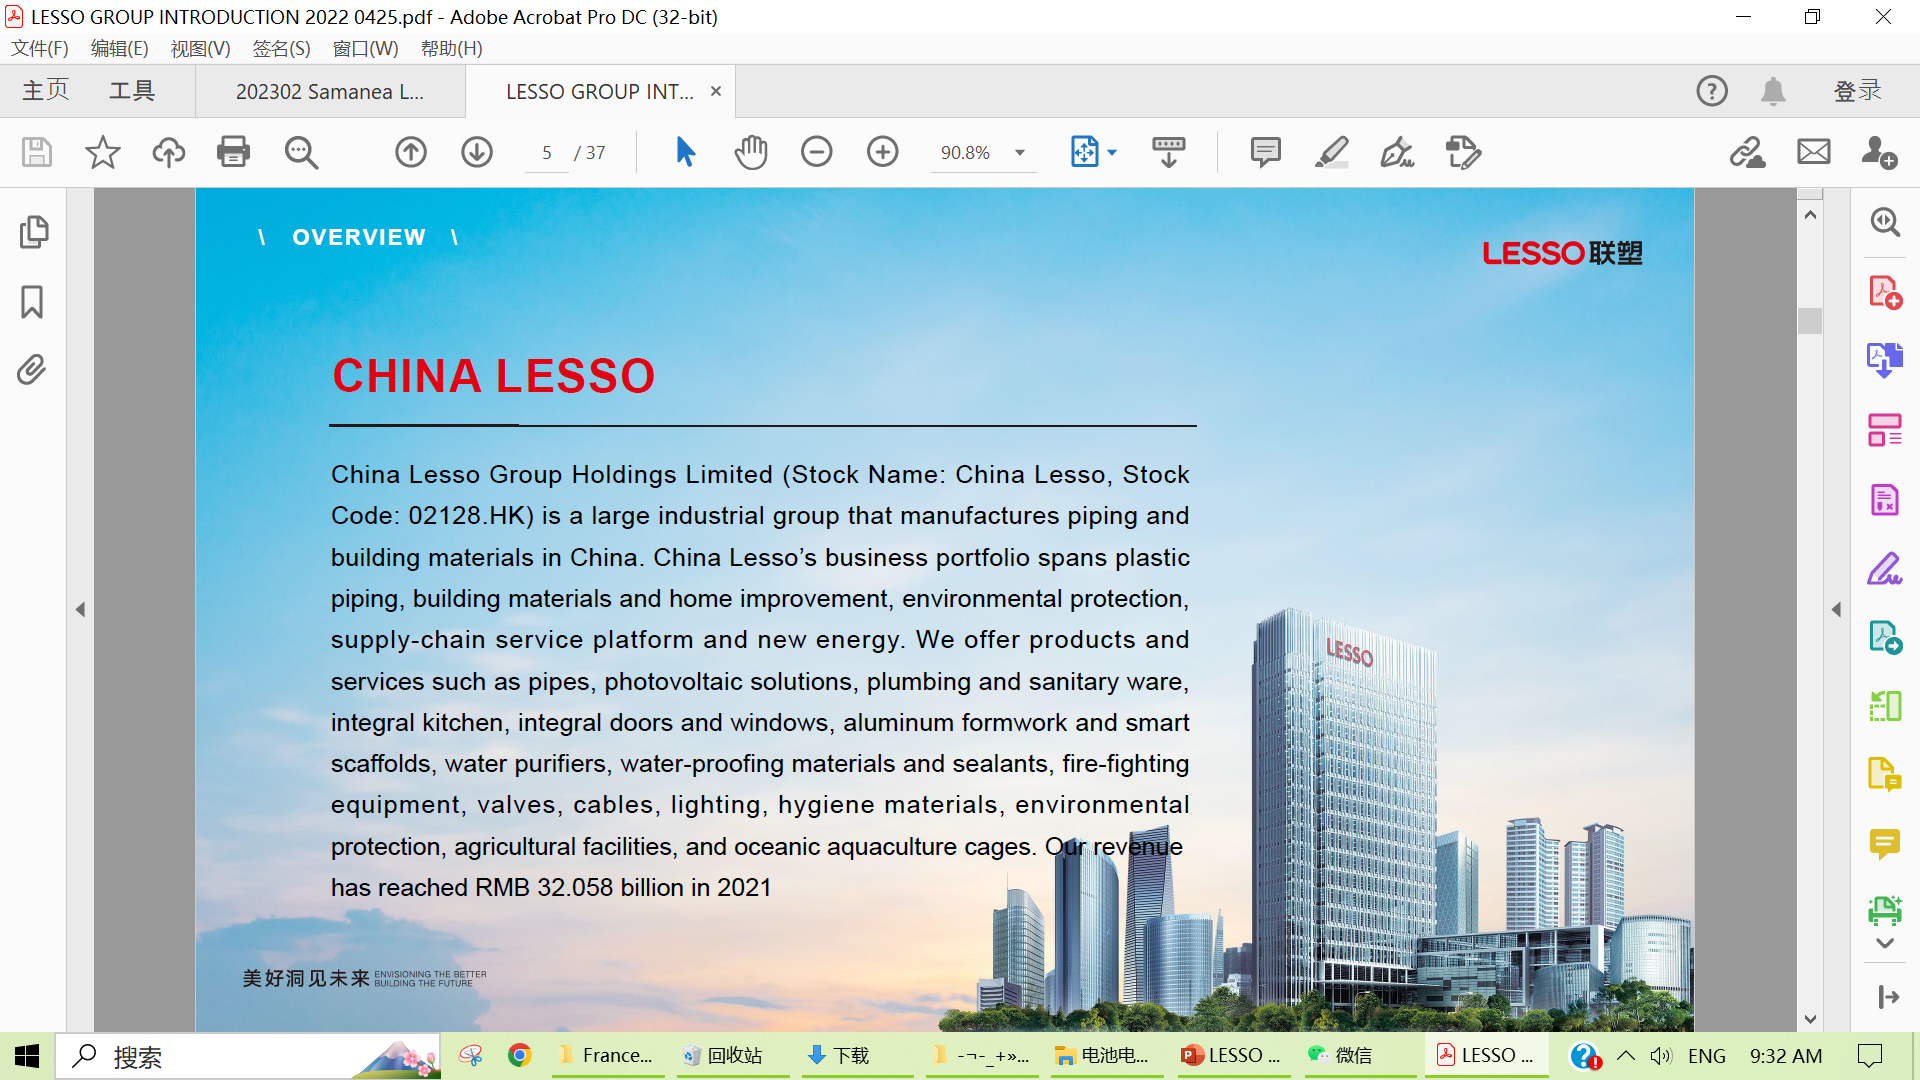 LESSO GROUP INTRODUCTION 2022 0425.pdf - Adobe Acrobat Pro DC (32-bit)
文件(F) 编辑(E) 视图(V) 签名(S) 窗口(W) 帮助(H)
主页 工具 202302 Samanea L... LESSO GROUP INT... 登录
5 / 37 90.8%
\ OVERVIEW \
LESSO联塑
CHINA LESSO
China Lesso Group Holdings Limited (Stock Name: China Lesso, Stock
Code: 02128.HK) is a large industrial group that manufactures piping and
building materials in China. China Lesso’s business portfolio spans plastic
piping, building materials and home improvement, environmental protection,
supply-chain service platform and new energy. We offer products and
services such as pipes, photovoltaic solutions, plumbing and sanitary ware,
integral kitchen, integral doors and windows, aluminum formwork and smart
scaffolds, water purifiers, water-proofing materials and sealants, fire-fighting
equipment, valves, cables, lighting, hygiene materials, environmental
protection, agricultural facilities, and oceanic aquaculture cages. Our revenue
has reached RMB 32.058 billion in 2021
LESSO
美好洞见未来 ENVISIONING THE BETTER
BUILDING THE FUTURE
搜索 France... 回收站 下载 -¬-_+»... 电池电... LESSO ... 微信 LESSO ... ENG 9:32 AM